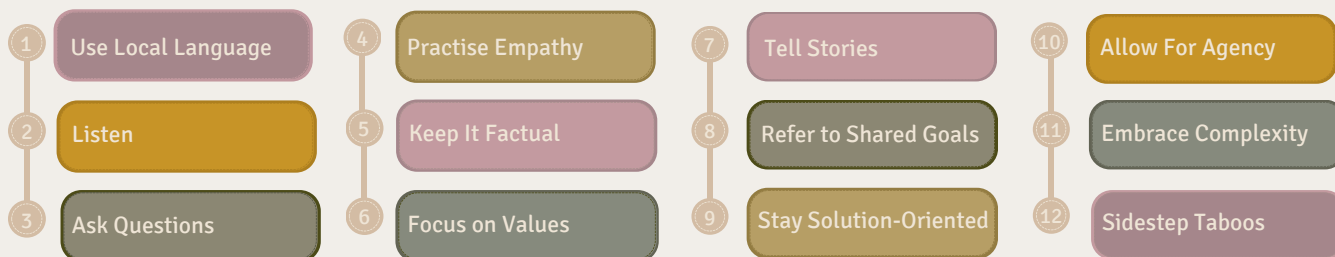 1 Use Local Language
2 Listen
3 Ask Questions
4 Practise Empathy
5 Keep It Factual
6 Focus on Values
7 Tell Stories
8 Refer to Shared Goals
9 Stay Solution-Oriented
10 Allow For Agency
11 Embrace Complexity
12 Sidestep Taboos